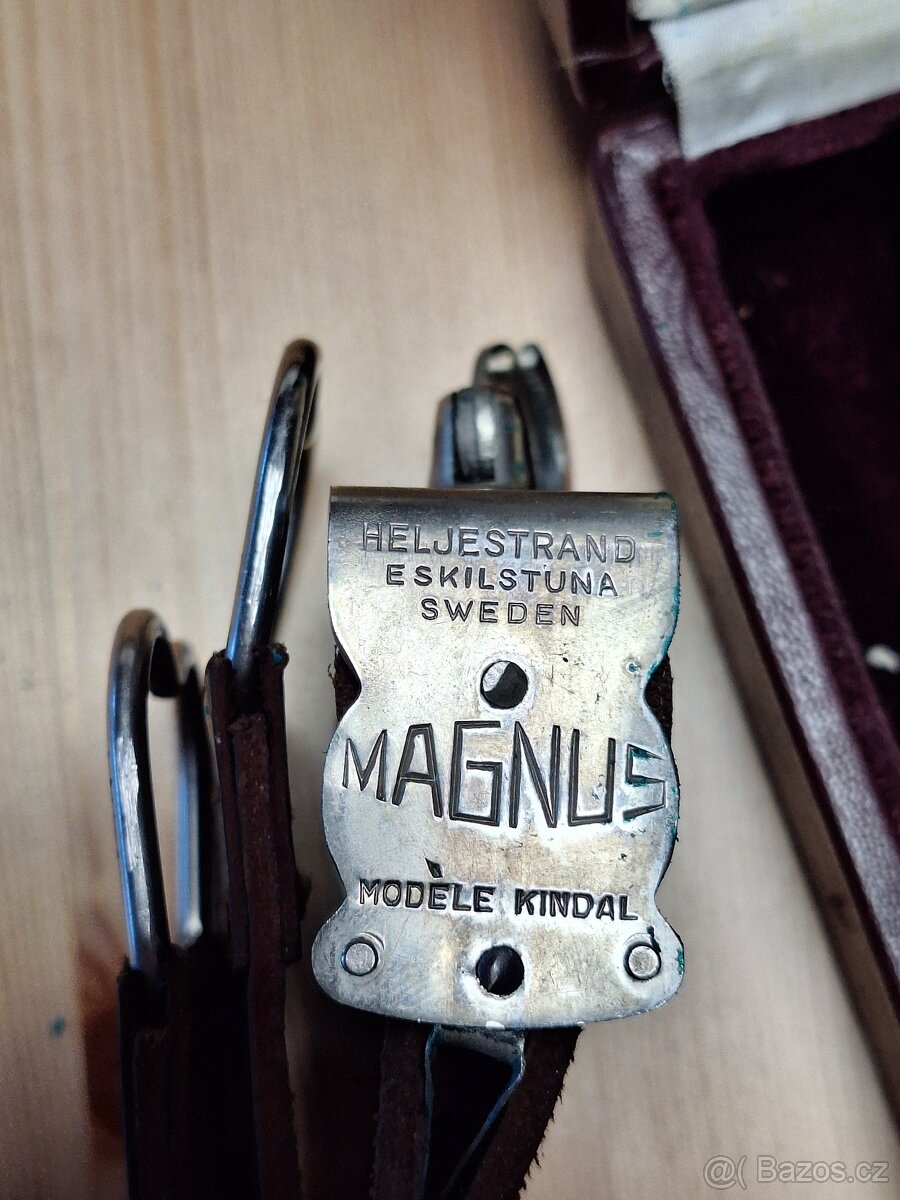 HELJESTRAND
ESKILSTUNA
SWEDEN
MAGNUS
MODÈLE KINDAL
@( Bazos.cz